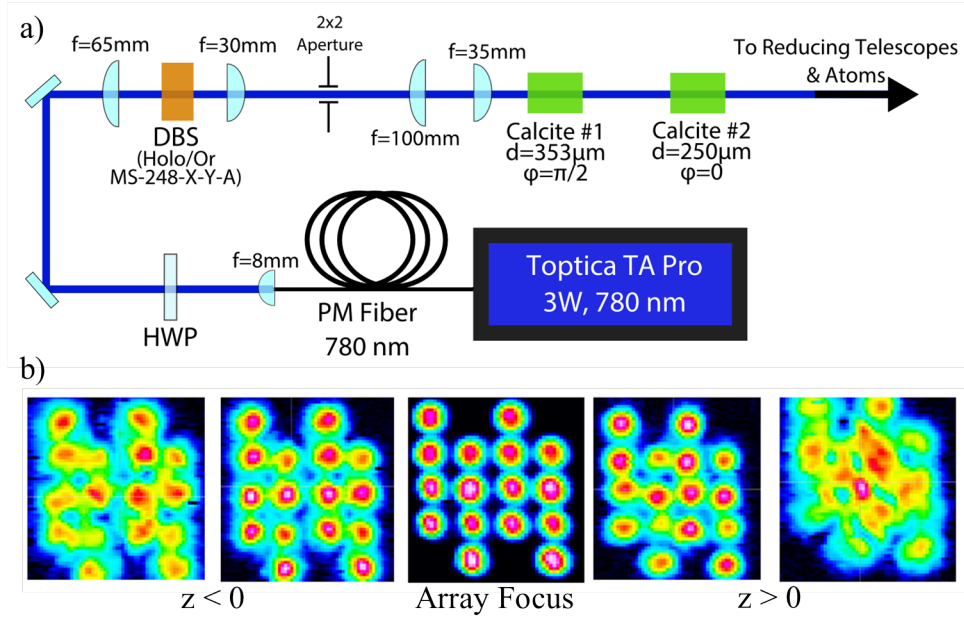 a)
f=65mm
f=30mm
2x2
Aperture
f=35mm
To Reducing Telescopes
& Atoms
DBS
(Holo/Or
MS-248-X-Y-A)
f=100mm
Calcite #1
d=353μm
φ=π/2
Calcite #2
d=250μm
φ=0
f=8mm
HWP
PM Fiber
780 nm
Toptica TA Pro
3W, 780 nm
b)
z < 0
Array Focus
z > 0